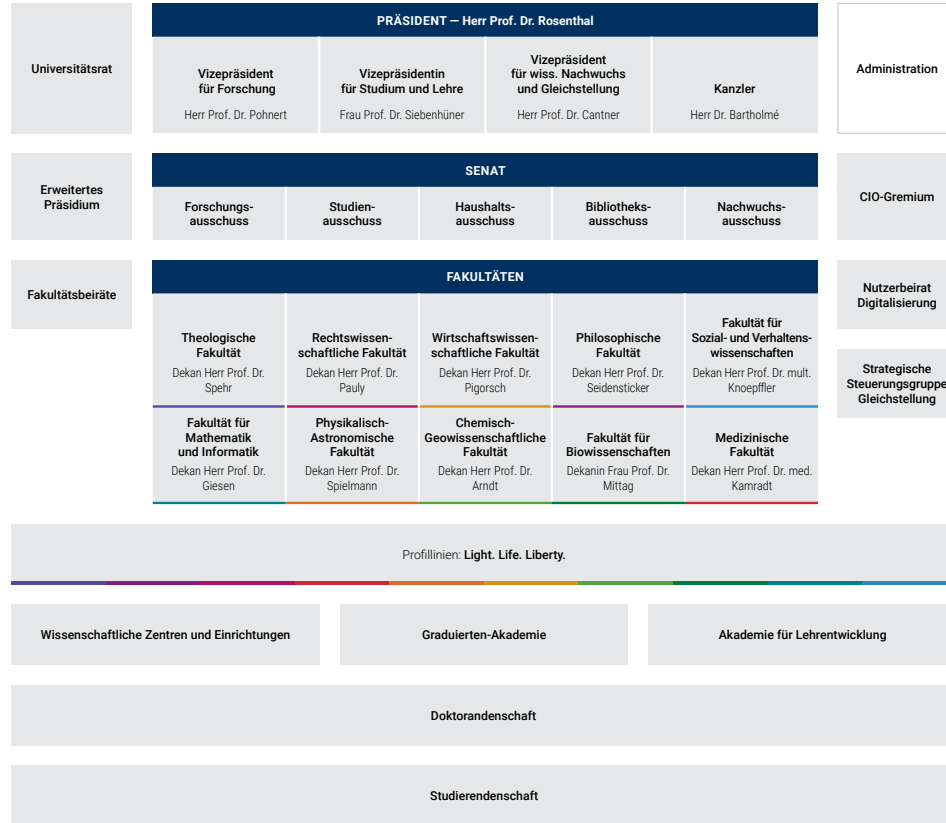 Universitätsrat
PRÄSIDENT — Herr Prof. Dr. Rosenthal
Vizepräsident
für Forschung
Herr Prof. Dr. Pohnert
Vizepräsidentin
für Studium und Lehre
Frau Prof. Dr. Siebenhüner
Vizepräsident
für wiss. Nachwuchs
und Gleichstellung
Herr Prof. Dr. Cantner
Kanzler
Herr Dr. Bartholmé
Administration
Erweitertes
Präsidium
SENAT
Forschungs-
ausschuss
Studien-
ausschuss
Haushalts-
ausschuss
Bibliotheks-
ausschuss
Nachwuchs-
ausschuss
CIO-Gremium
Fakultätsbeiräte
FAKULTÄTEN
Theologische
Fakultät
Dekan Herr Prof. Dr.
Spehr
Rechtswissen-
schaftliche Fakultät
Dekan Herr Prof. Dr.
Pauly
Wirtschaftswissen-
schaftliche Fakultät
Dekan Herr Prof. Dr.
Pigorsch
Philosophische
Fakultät
Dekan Herr Prof. Dr.
Seidensticker
Fakultät für
Sozial- und Verhaltens-
wissenschaften
Dekan Herr Prof. Dr. mult.
Knoepffler
Fakultät für
Mathematik
und Informatik
Dekan Herr Prof. Dr.
Giesen
Physikalisch-
Astronomische
Fakultät
Dekan Herr Prof. Dr.
Spielmann
Chemisch-
Geowissenschaftliche
Fakultät
Dekan Herr Prof. Dr.
Arndt
Fakultät für
Biowissenschaften
Dekanin Frau Prof. Dr.
Mittag
Medizinische
Fakultät
Dekan Herr Prof. Dr. med.
Kamradt
Nutzerbeirat
Digitalisierung
Strategische
Steuerungsgruppe
Gleichstellung
Profillinien: Light. Life. Liberty.
Wissenschaftliche Zentren und Einrichtungen
Graduierten-Akademie
Akademie für Lehrentwicklung
Doktorandenschaft
Studierendenschaft